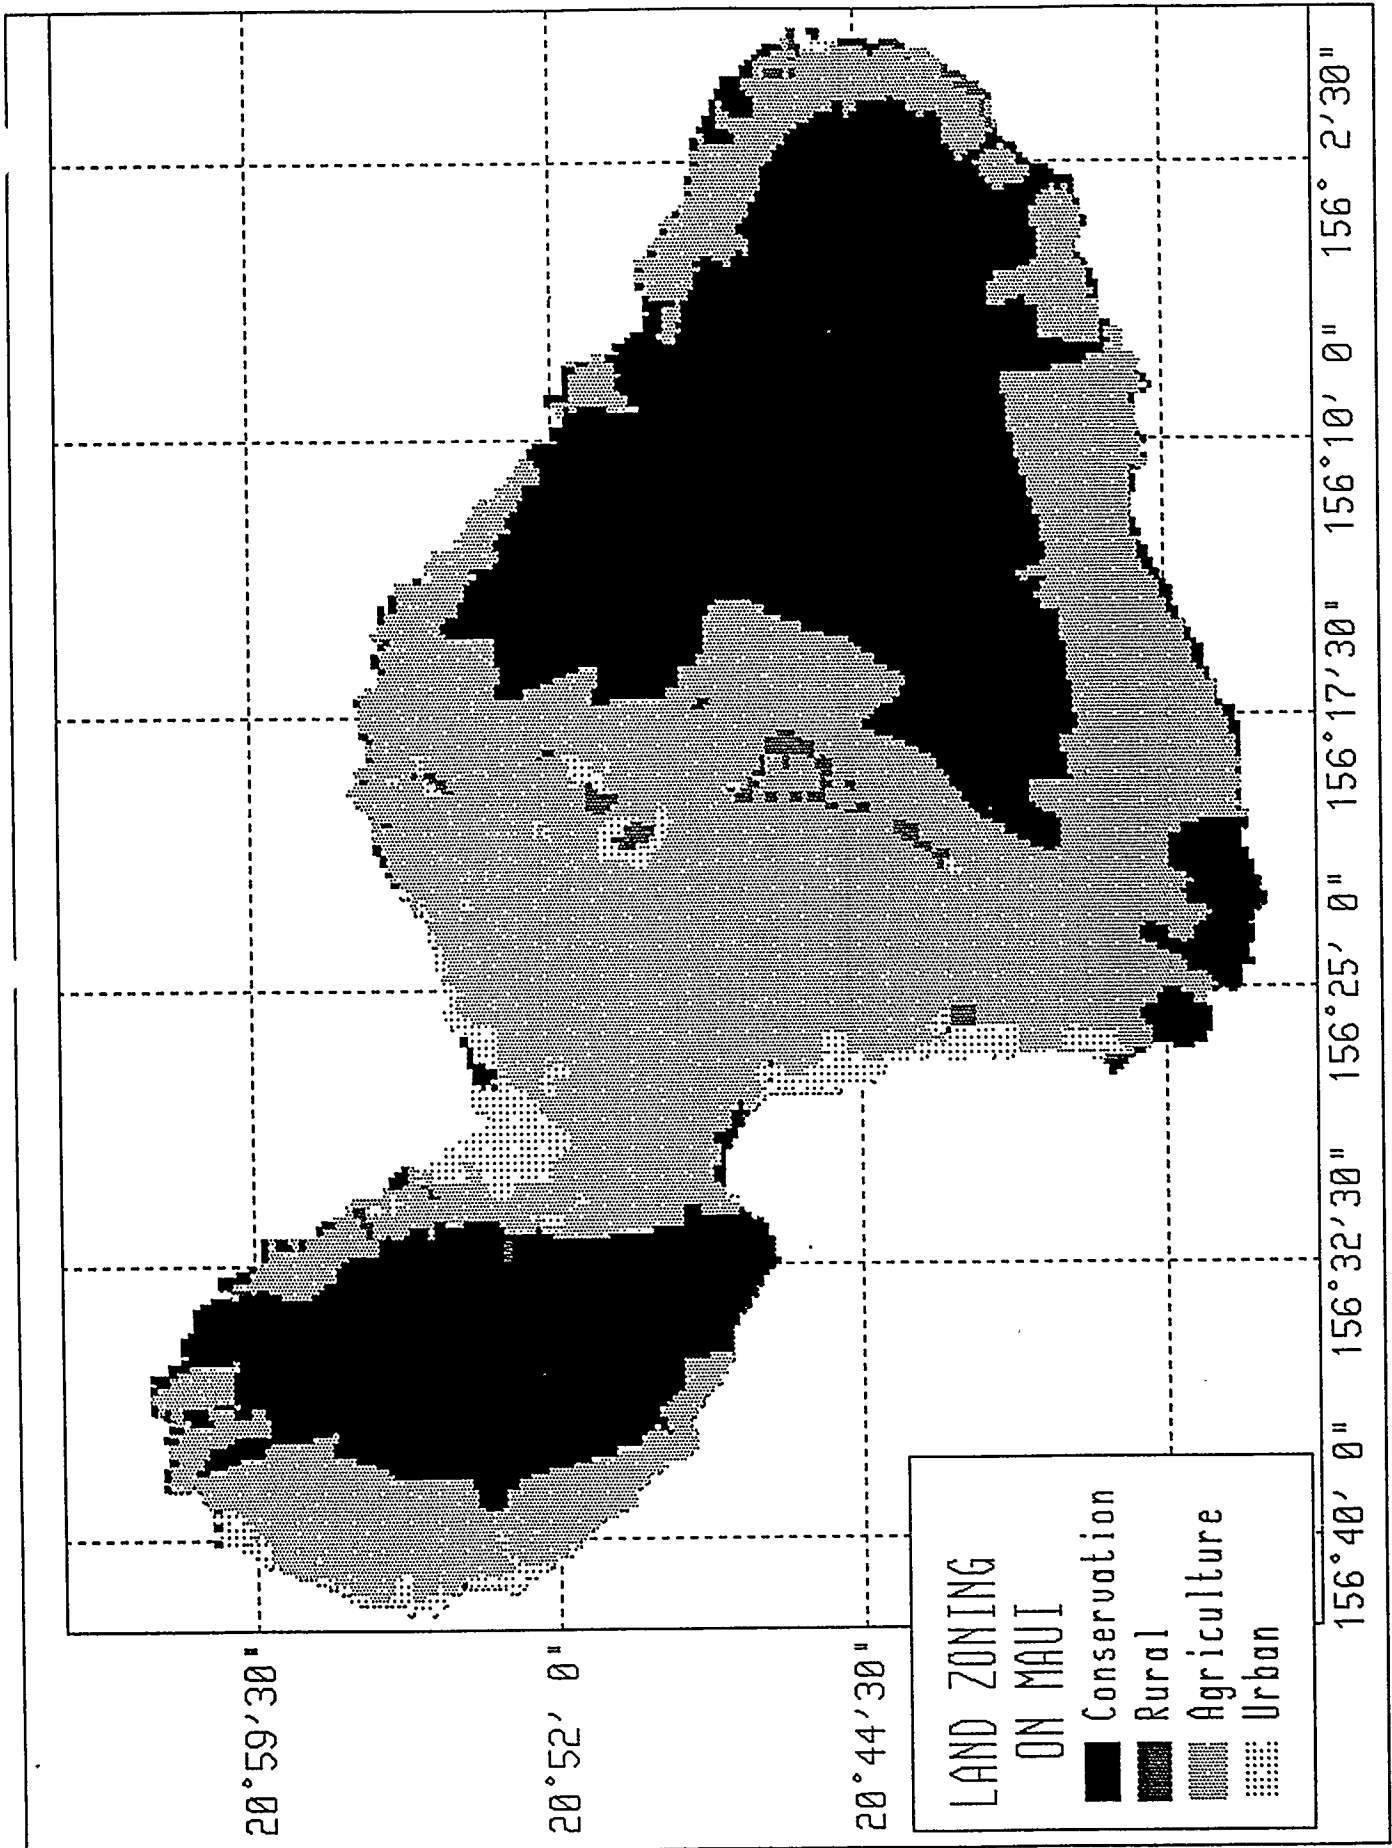 20°59'30"
20°52' 0"
20°44'30"
LAND ZONING
ON MAUI
Conservation
Rural
Agriculture
Urban
156°40' 0"
156°32'30"
156°25' 0"
156°17'30"
156°10' 0"
156° 2'30"